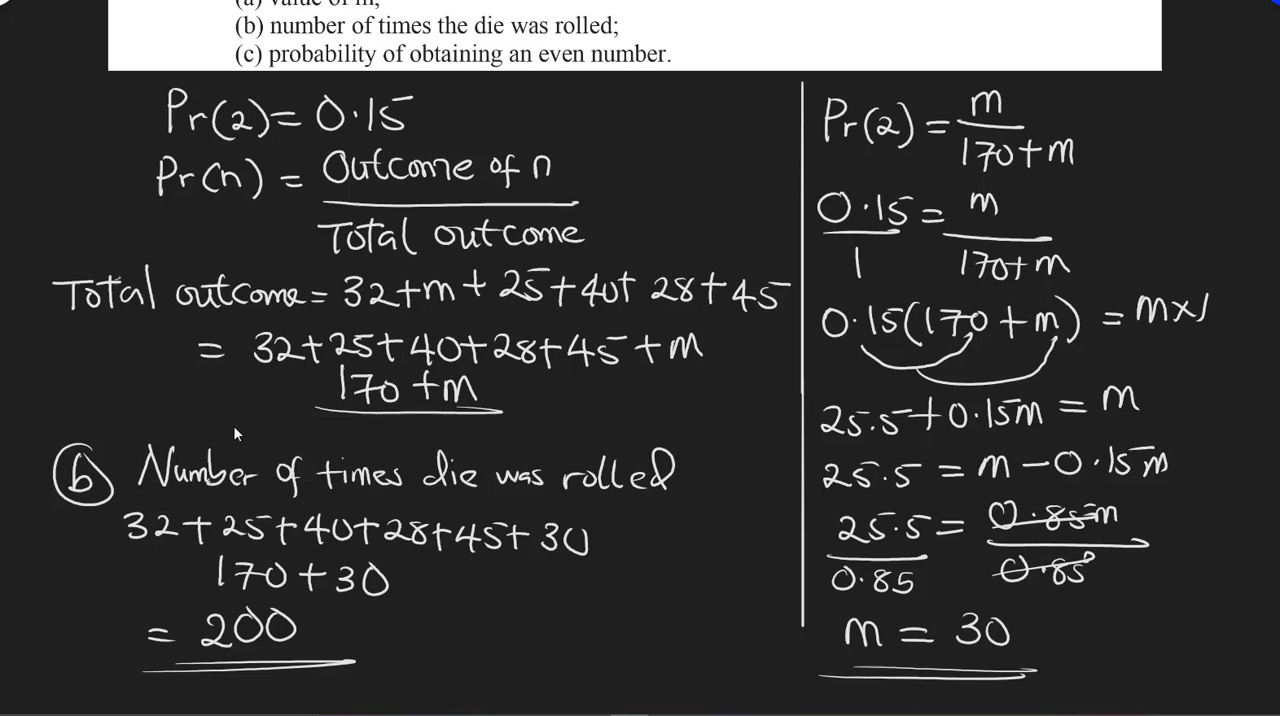 (a) value of m;
(b) number of times the die was rolled;
(c) probability of obtaining an even number.
Pr(2) = 0.15
Pr(n) = Outcome of n
Total outcome
Total outcome = 32+m+25+40+28+45
= 32+25+40+28+45+m
170+m
(b) Number of times die was rolled
32+25+40+28+45+30
170+30
= 200
Pr(2) = m
170+m
0.15 = m
1 170+m
0.15(170+m) = m×1
25.5+0.15m = m
25.5 = m-0.15m
25.5 = 0.85m
0.85 0.85
m = 30